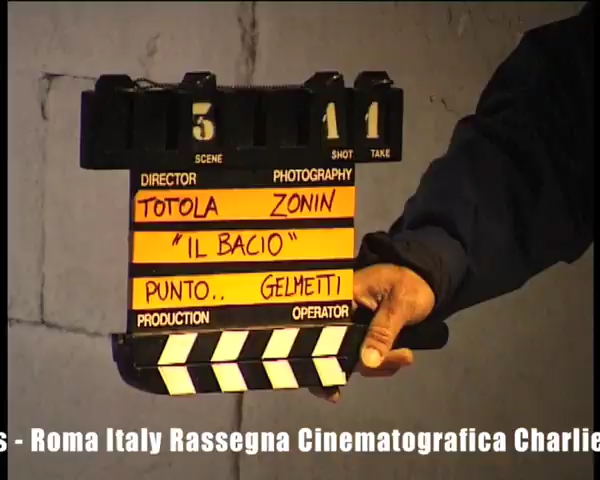 5 1 1
SCENE SHOT TAKE
DIRECTOR PHOTOGRAPHY
TOTOLA ZONIN
"IL BACIO"
PUNTO.. GELMETTI
PRODUCTION OPERATOR
s - Roma Italy Rassegna Cinematografica Charlie